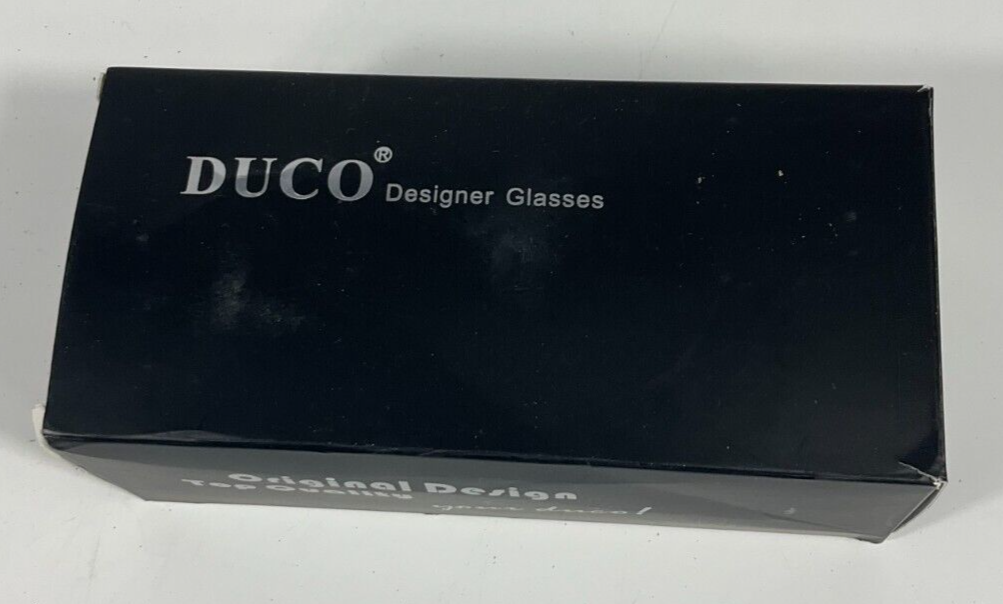 DUCO® Designer Glasses
Original Design
Top Quality
your duco!